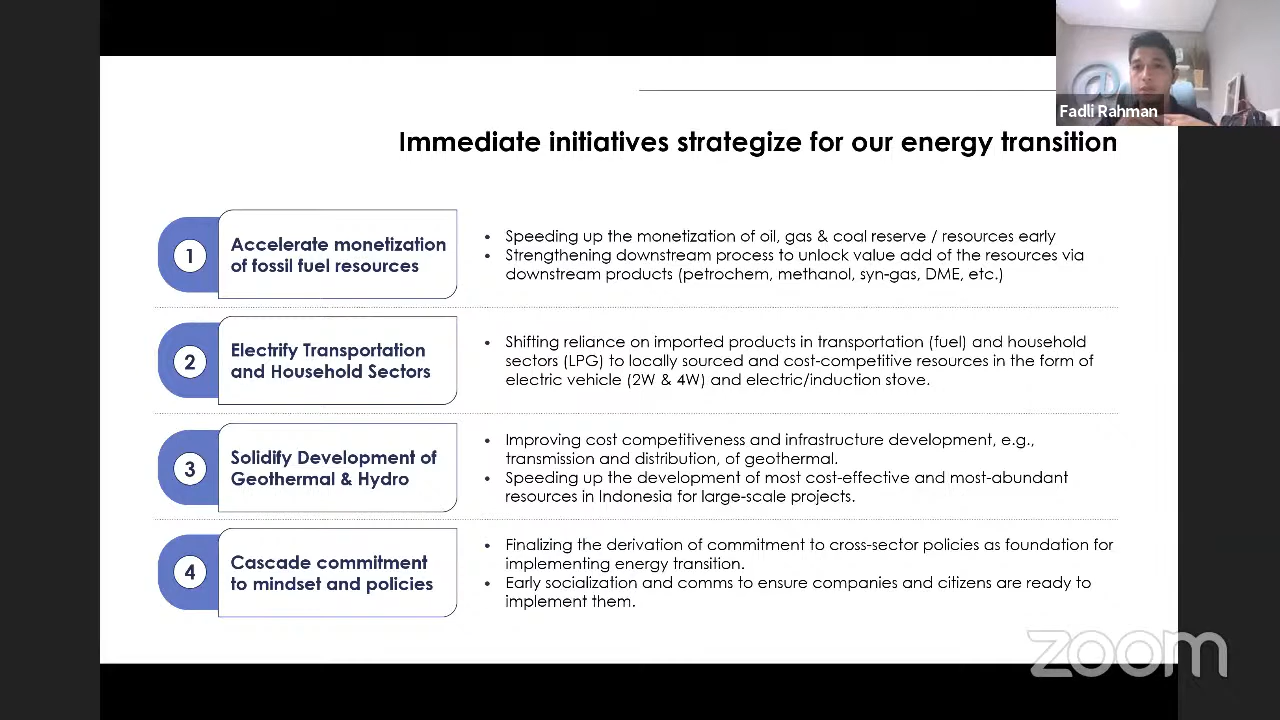 Fadli Rahman
Immediate initiatives strategize for our energy transition
1
Accelerate monetization
of fossil fuel resources
• Speeding up the monetization of oil, gas & coal reserve / resources early
• Strengthening downstream process to unlock value add of the resources via
downstream products (petrochem, methanol, syn-gas, DME, etc.)
2
Electrify Transportation
and Household Sectors
• Shifting reliance on imported products in transportation (fuel) and household
sectors (LPG) to locally sourced and cost-competitive resources in the form of
electric vehicle (2W & 4W) and electric/induction stove.
3
Solidify Development of
Geothermal & Hydro
• Improving cost competitiveness and infrastructure development, e.g.,
transmission and distribution, of geothermal.
• Speeding up the development of most cost-effective and most-abundant
resources in Indonesia for large-scale projects.
4
Cascade commitment
to mindset and policies
• Finalizing the derivation of commitment to cross-sector policies as foundation for
implementing energy transition.
• Early socialization and comms to ensure companies and citizens are ready to
implement them.
zoom